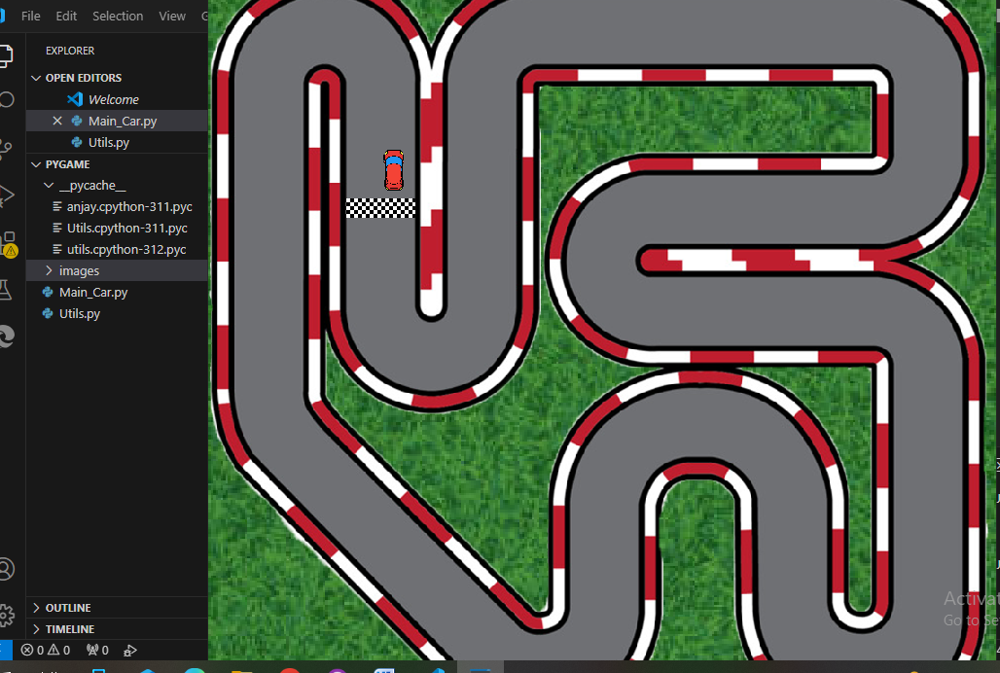 File Edit Selection View G
EXPLORER
OPEN EDITORS
Welcome
Main_Car.py
Utils.py
PYGAME
__pycache__
anjay.cpython-311.pyc
Utils.cpython-311.pyc
utils.cpython-312.pyc
images
Main_Car.py
Utils.py
Activat
Go to Se
OUTLINE
TIMELINE
0 0 0